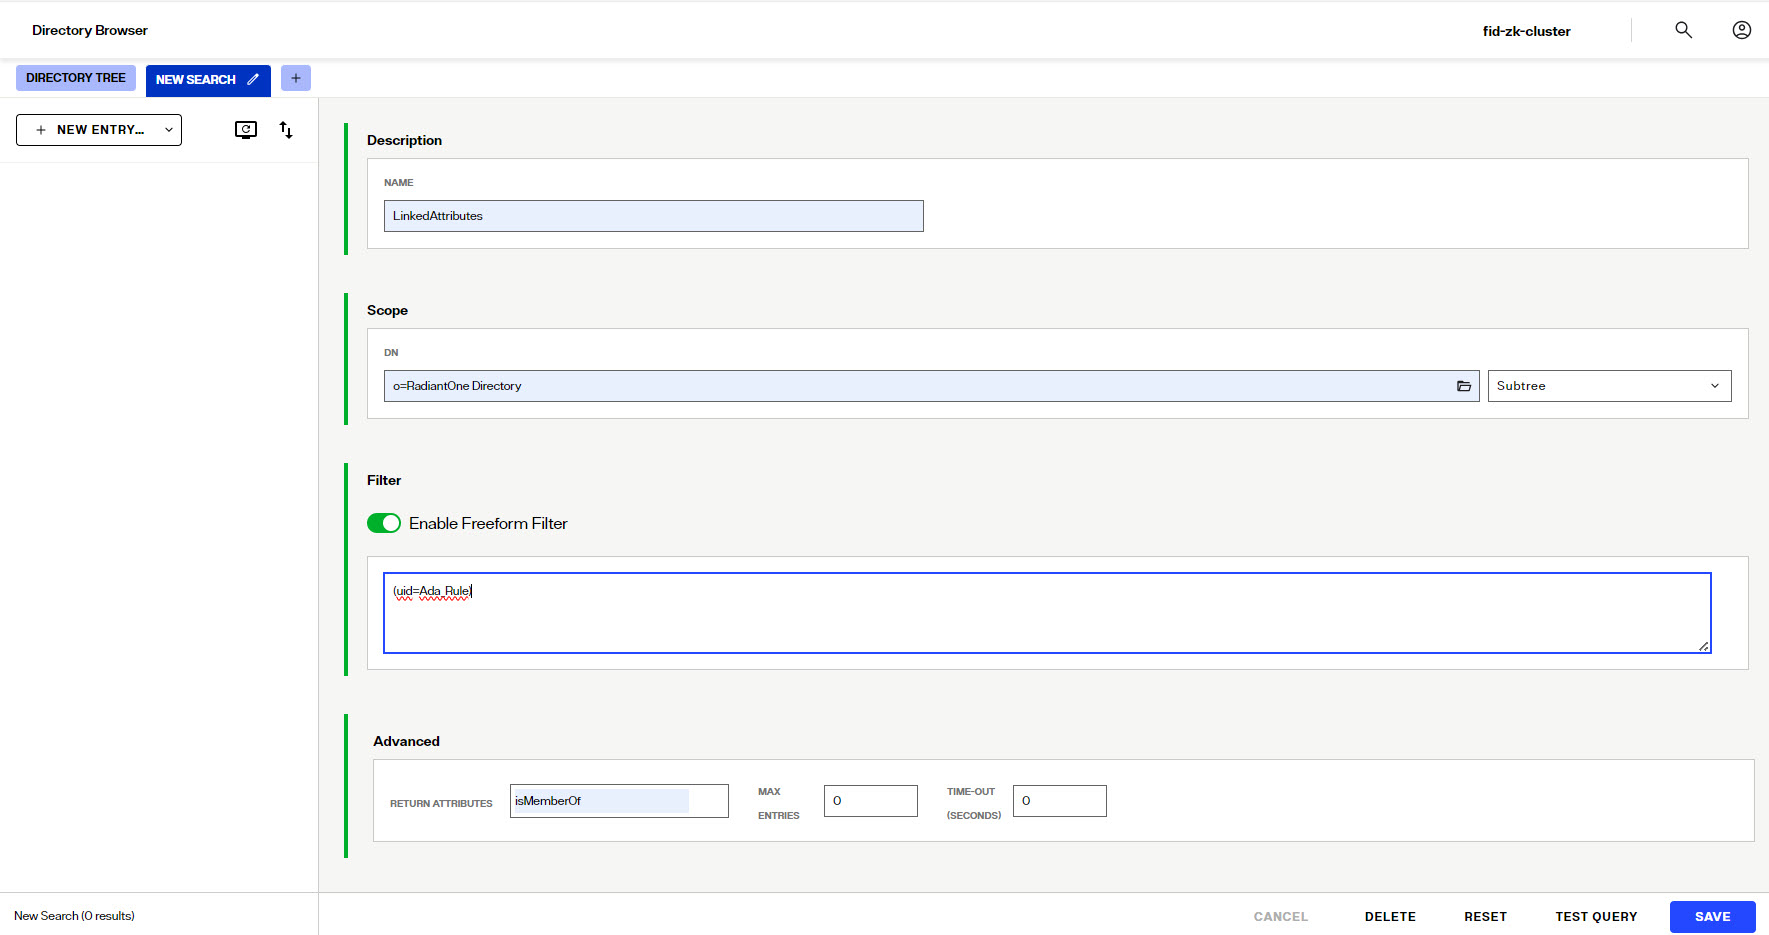 Directory Browser
fid-zk-cluster
DIRECTORY TREE
NEW SEARCH
+
+ NEW ENTRY...
Description
NAME
LinkedAttributes
Scope
DN
o=RadiantOne Directory
Subtree
Filter
Enable Freeform Filter
(uid=Ada_Rule)
Advanced
RETURN ATTRIBUTES
isMemberOf
MAX
ENTRIES
0
TIME-OUT
(SECONDS)
0
New Search (0 results)
CANCEL
DELETE
RESET
TEST QUERY
SAVE